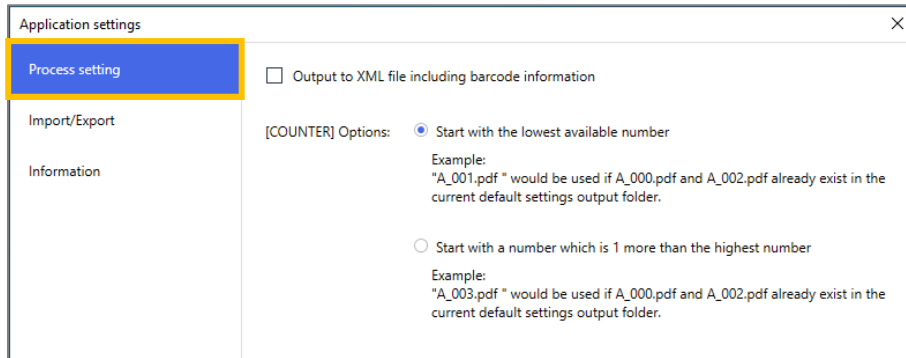 Application settings
Process setting
Output to XML file including barcode information
Import/Export
[COUNTER] Options:
Start with the lowest available number
Example:
"A_001.pdf " would be used if A_000.pdf and A_002.pdf already exist in the
current default settings output folder.
Information
Start with a number which is 1 more than the highest number
Example:
"A_003.pdf " would be used if A_000.pdf and A_002.pdf already exist in the
current default settings output folder.